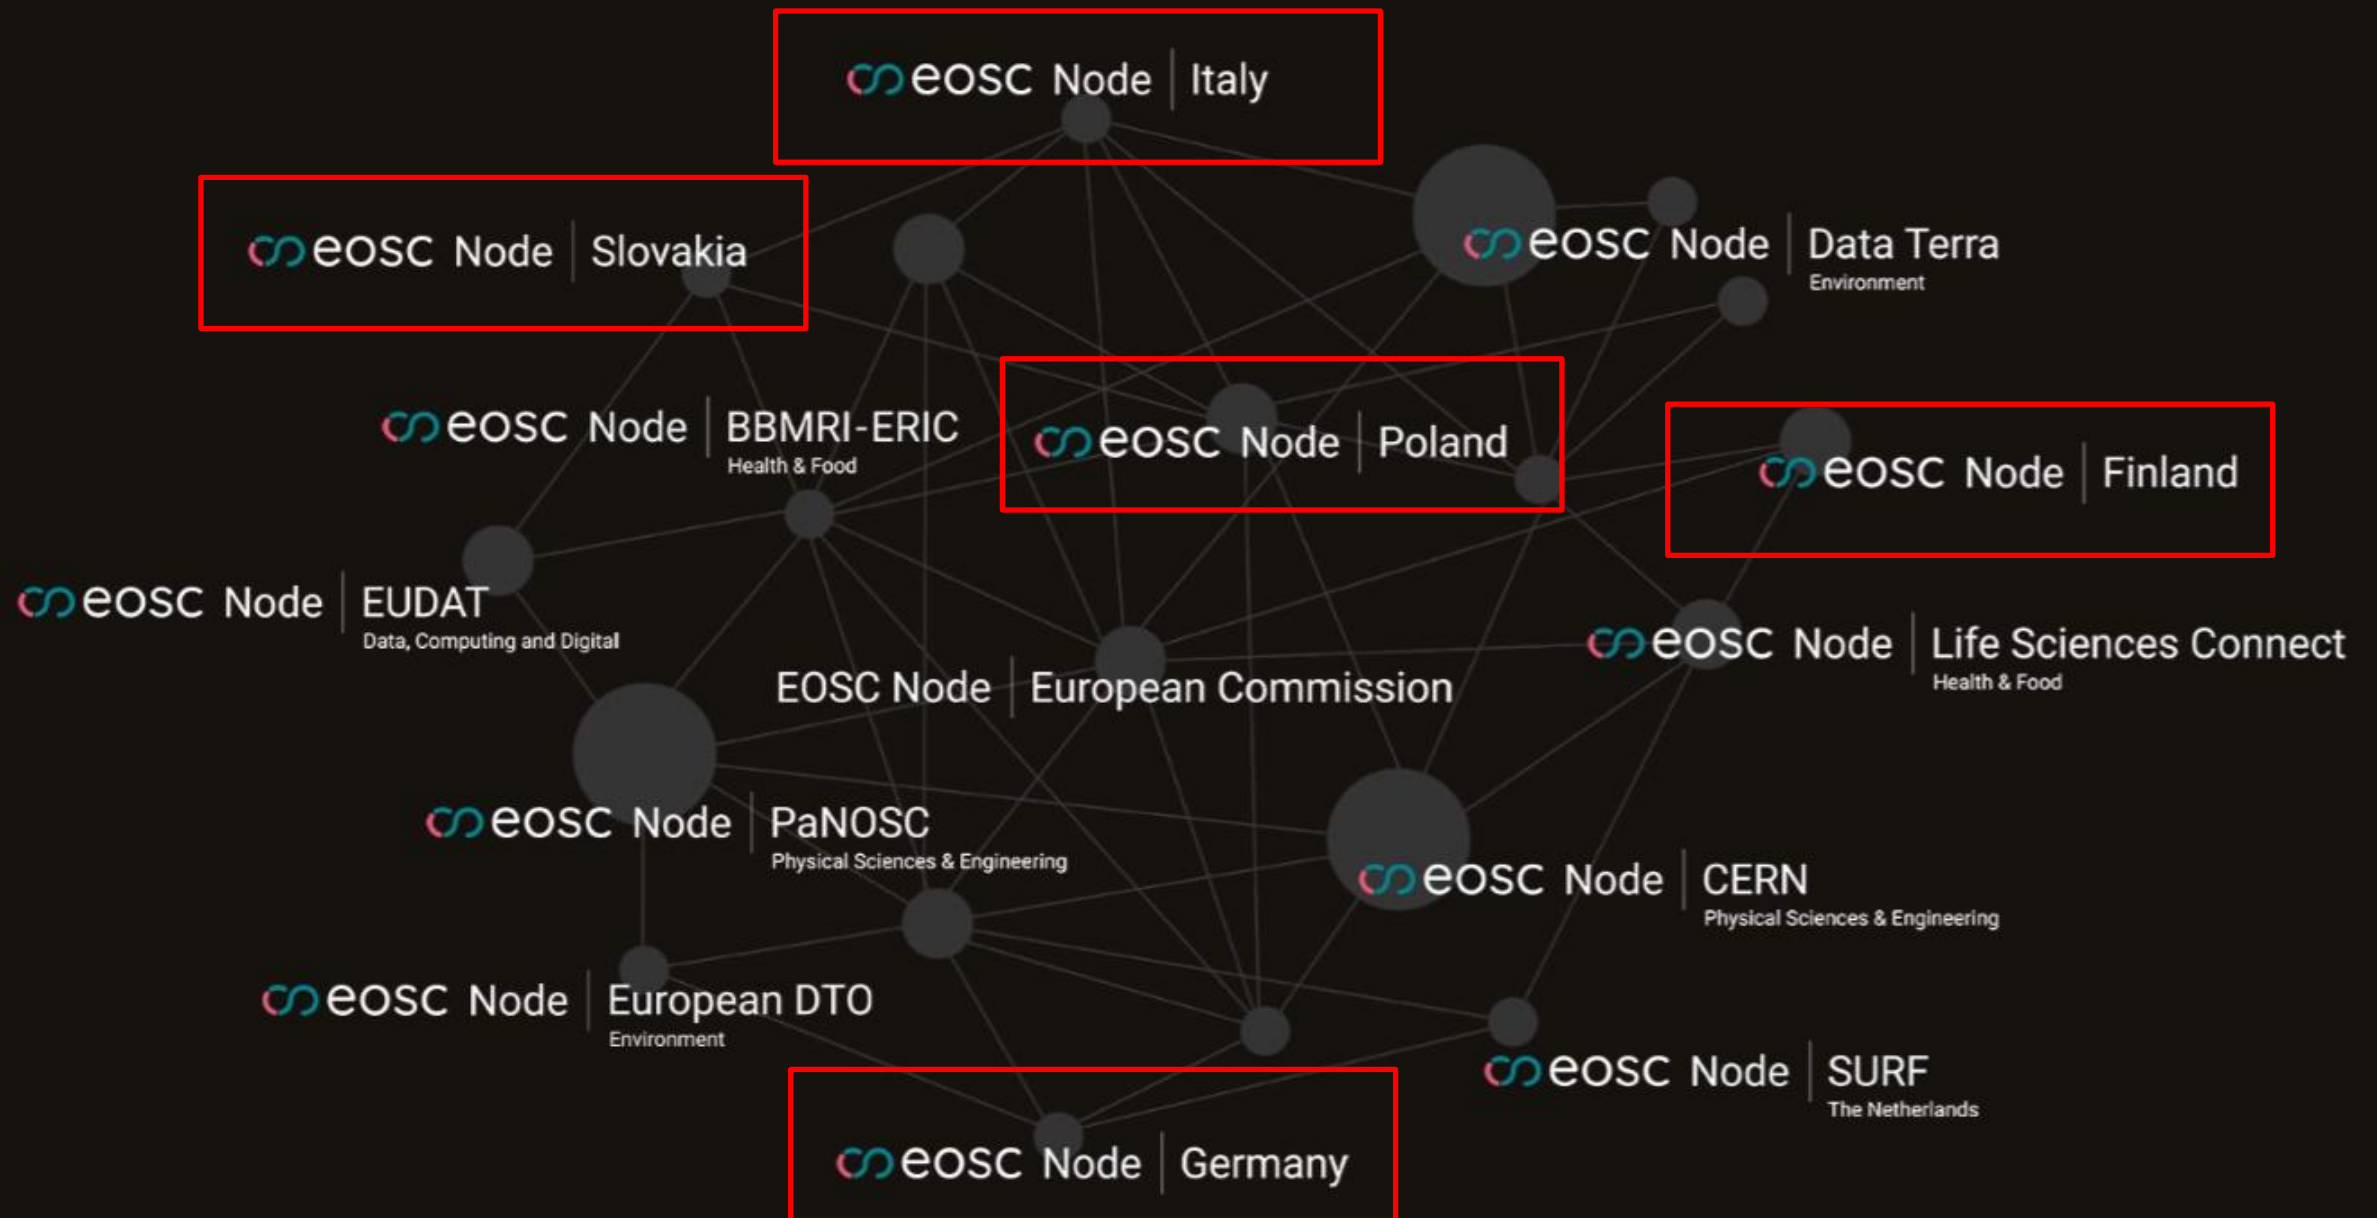 eosc Node | Italy
eosc Node | Slovakia
eosc Node | Data Terra
Environment
eosc Node | BBMRI-ERIC
Health & Food
eosc Node | Poland
eosc Node | Finland
eosc Node | EUDAT
Data, Computing and Digital
eosc Node | Life Sciences Connect
Health & Food
EOSC Node | European Commission
eosc Node | PaNOSC
Physical Sciences & Engineering
eosc Node | CERN
Physical Sciences & Engineering
eosc Node | European DTO
Environment
eosc Node | SURF
The Netherlands
eosc Node | Germany